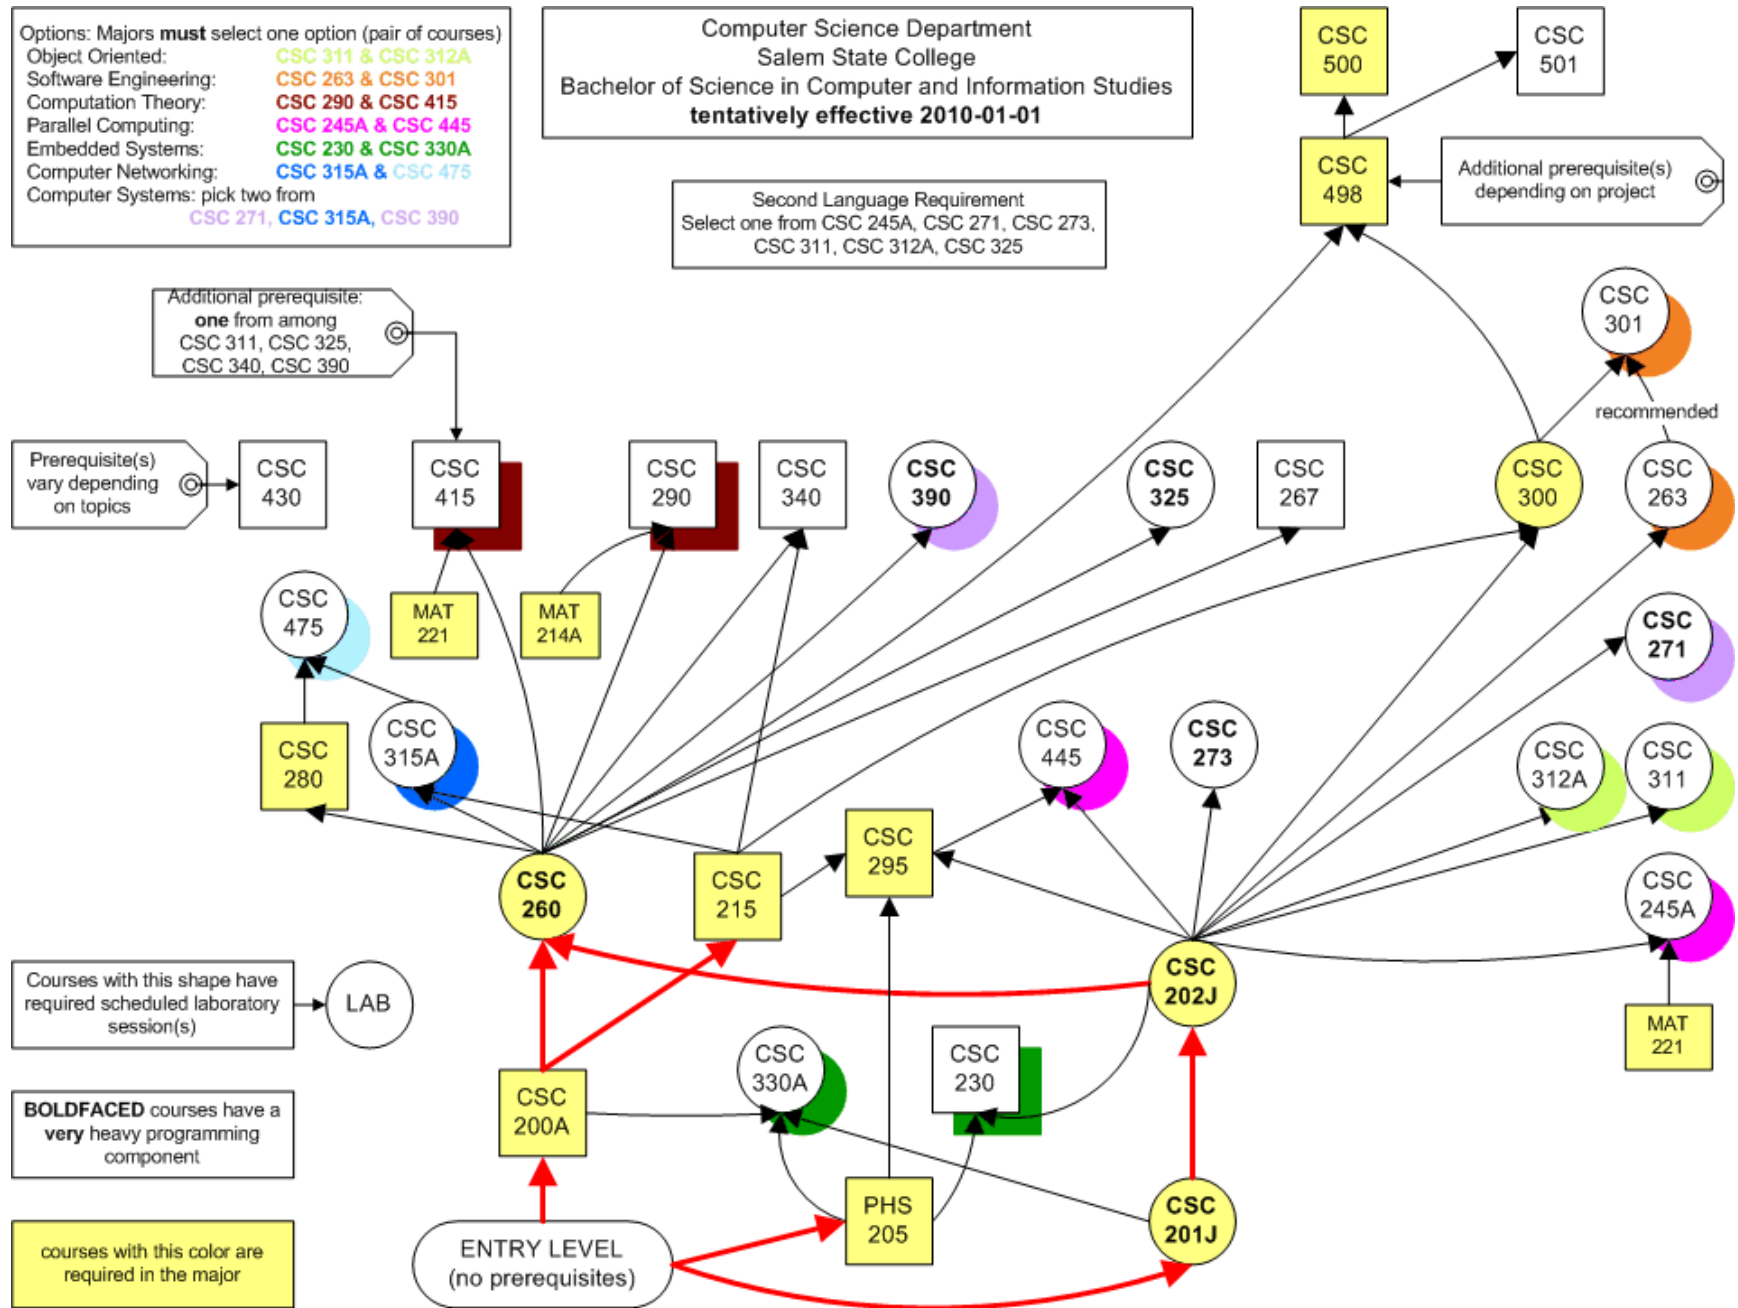 Options: Majors must select one option (pair of courses)
Object Oriented: CSC 311 & CSC 312A
Software Engineering: CSC 263 & CSC 301
Computation Theory: CSC 290 & CSC 415
Parallel Computing: CSC 245A & CSC 445
Embedded Systems: CSC 230 & CSC 330A
Computer Networking: CSC 315A & CSC 475
Computer Systems: pick two from
CSC 271, CSC 315A, CSC 390
Computer Science Department
Salem State College
Bachelor of Science in Computer and Information Studies
tentatively effective 2010-01-01
Second Language Requirement
Select one from CSC 245A, CSC 271, CSC 273,
CSC 311, CSC 312A, CSC 325
CSC
500
CSC
501
CSC
498
Additional prerequisite(s)
depending on project
Additional prerequisite:
one from among
CSC 311, CSC 325,
CSC 340, CSC 390
CSC
301
recommended
Prerequisite(s)
vary depending
on topics
CSC
430
CSC
415
CSC
290
CSC
340
CSC
390
CSC
325
CSC
267
CSC
300
CSC
263
CSC
475
MAT
221
MAT
214A
CSC
271
CSC
280
CSC
315A
CSC
445
CSC
273
CSC
312A
CSC
311
CSC
260
CSC
215
CSC
295
CSC
245A
Courses with this shape have
required scheduled laboratory
session(s)
LAB
CSC
202J
MAT
221
CSC
200A
CSC
330A
CSC
230
BOLDFACED courses have a
very heavy programming
component
PHS
205
CSC
201J
courses with this color are
required in the major
ENTRY LEVEL
(no prerequisites)